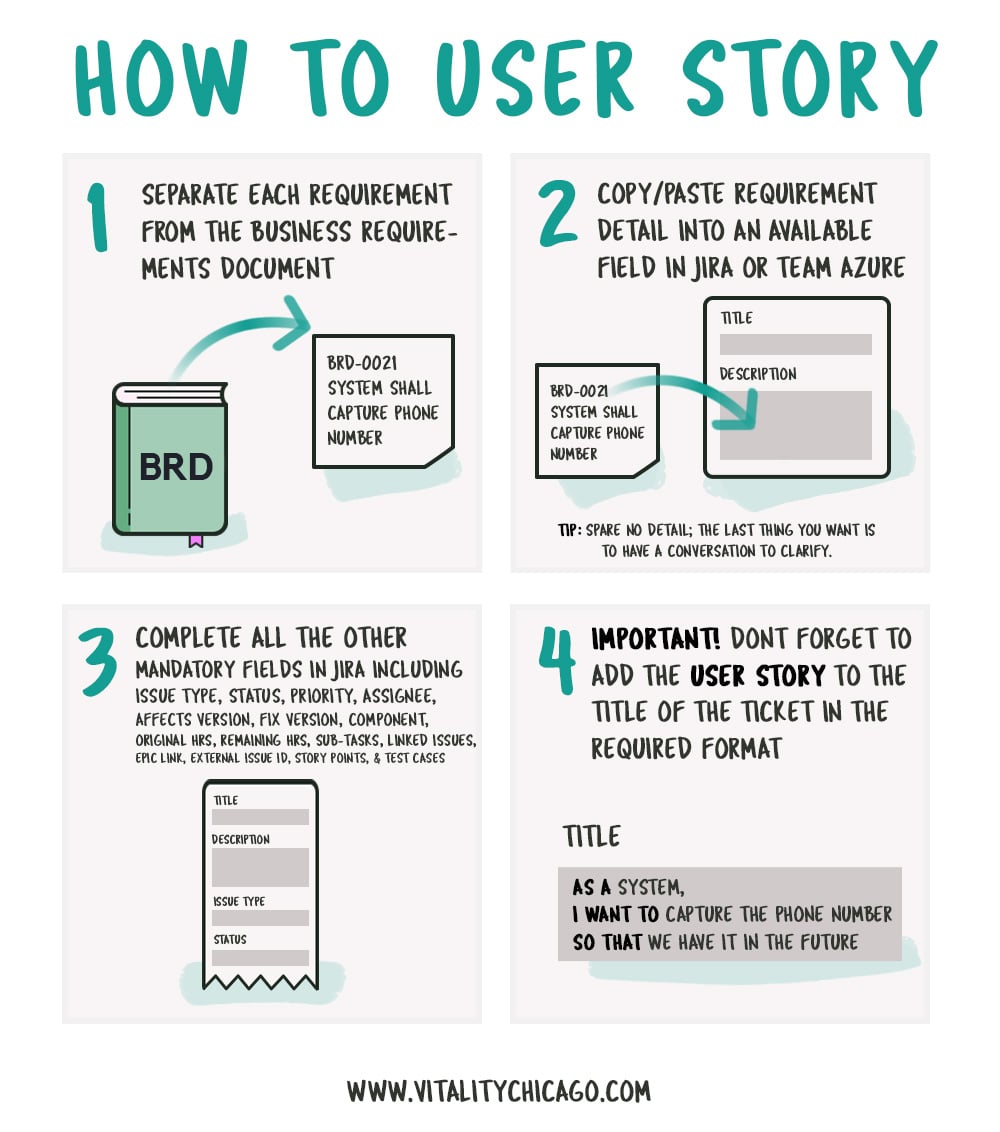 HOW TO USER STORY
1
SEPARATE EACH REQUIREMENT
FROM THE BUSINESS REQUIRE-
MENTS DOCUMENT
BRD
BRD-0021
SYSTEM SHALL
CAPTURE PHONE
NUMBER
2
COPY/PASTE REQUIREMENT
DETAIL INTO AN AVAILABLE
FIELD IN JIRA OR TEAM AZURE
BRD-0021
SYSTEM SHALL
CAPTURE PHONE
NUMBER
TITLE
DESCRIPTION
TIP: SPARE NO DETAIL; THE LAST THING YOU WANT IS
TO HAVE A CONVERSATION TO CLARIFY.
3
COMPLETE ALL THE OTHER
MANDATORY FIELDS IN JIRA INCLUDING
ISSUE TYPE, STATUS, PRIORITY, ASSIGNEE,
AFFECTS VERSION, FIX VERSION, COMPONENT,
ORIGINAL HRS, REMAINING HRS, SUB-TASKS, LINKED ISSUES,
EPIC LINK, EXTERNAL ISSUE ID, STORY POINTS, & TEST CASES
TITLE
DESCRIPTION
ISSUE TYPE
STATUS
4
IMPORTANT! DONT FORGET TO
ADD THE USER STORY TO THE
TITLE OF THE TICKET IN THE
REQUIRED FORMAT
TITLE
AS A SYSTEM,
I WANT TO CAPTURE THE PHONE NUMBER
SO THAT WE HAVE IT IN THE FUTURE
WWW.VITALITYCHICAGO.COM